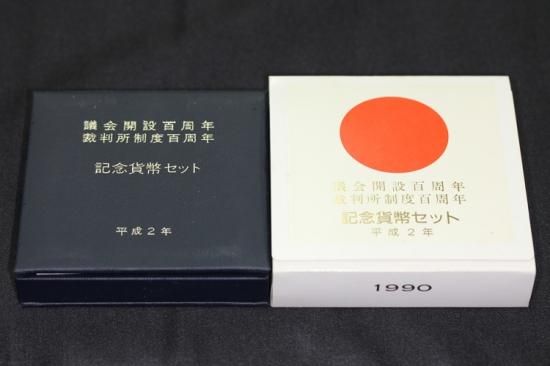 議会開設百周年
裁判所制度百周年
記念貨幣セット
平成2年
議会開設百周年
裁判所制度百周年
記念貨幣セット
平成2年
1990